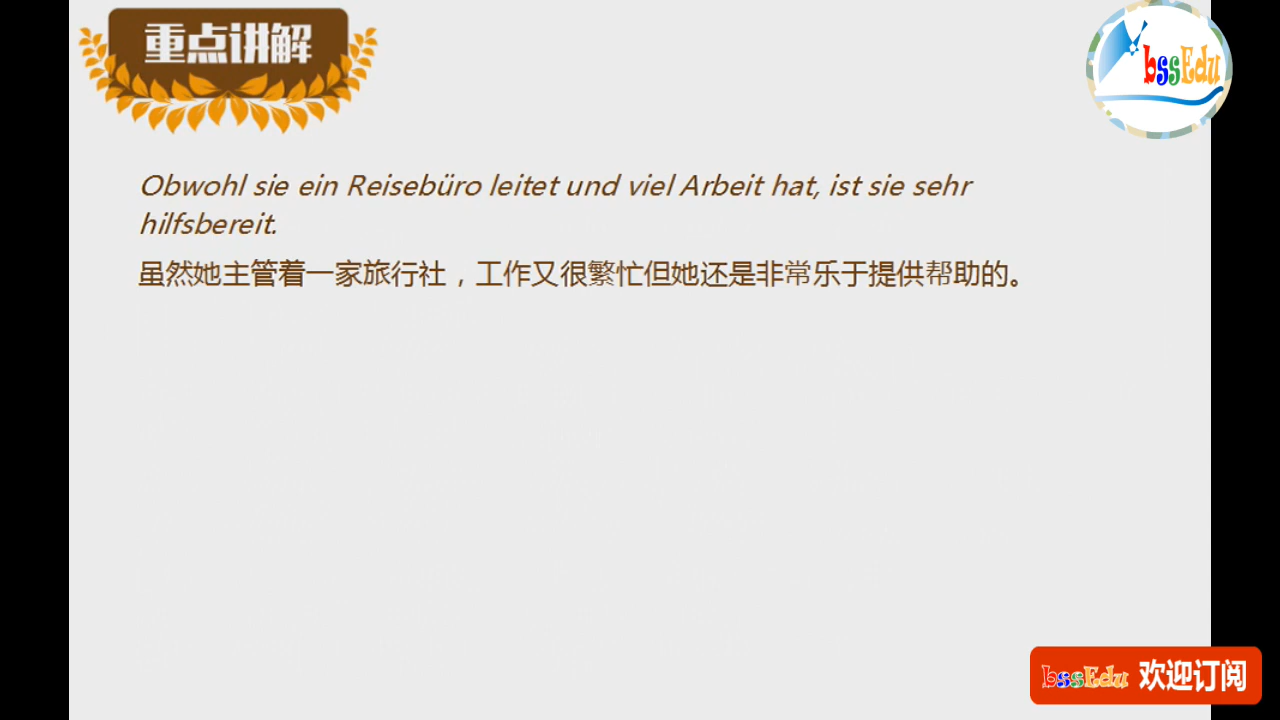 重点讲解
bssEdu
Obwohl sie ein Reisebüro leitet und viel Arbeit hat, ist sie sehr
hilfsbereit.
虽然她主管着一家旅行社，工作又很繁忙但她还是非常乐于提供帮助的。
bssEdu 欢迎订阅